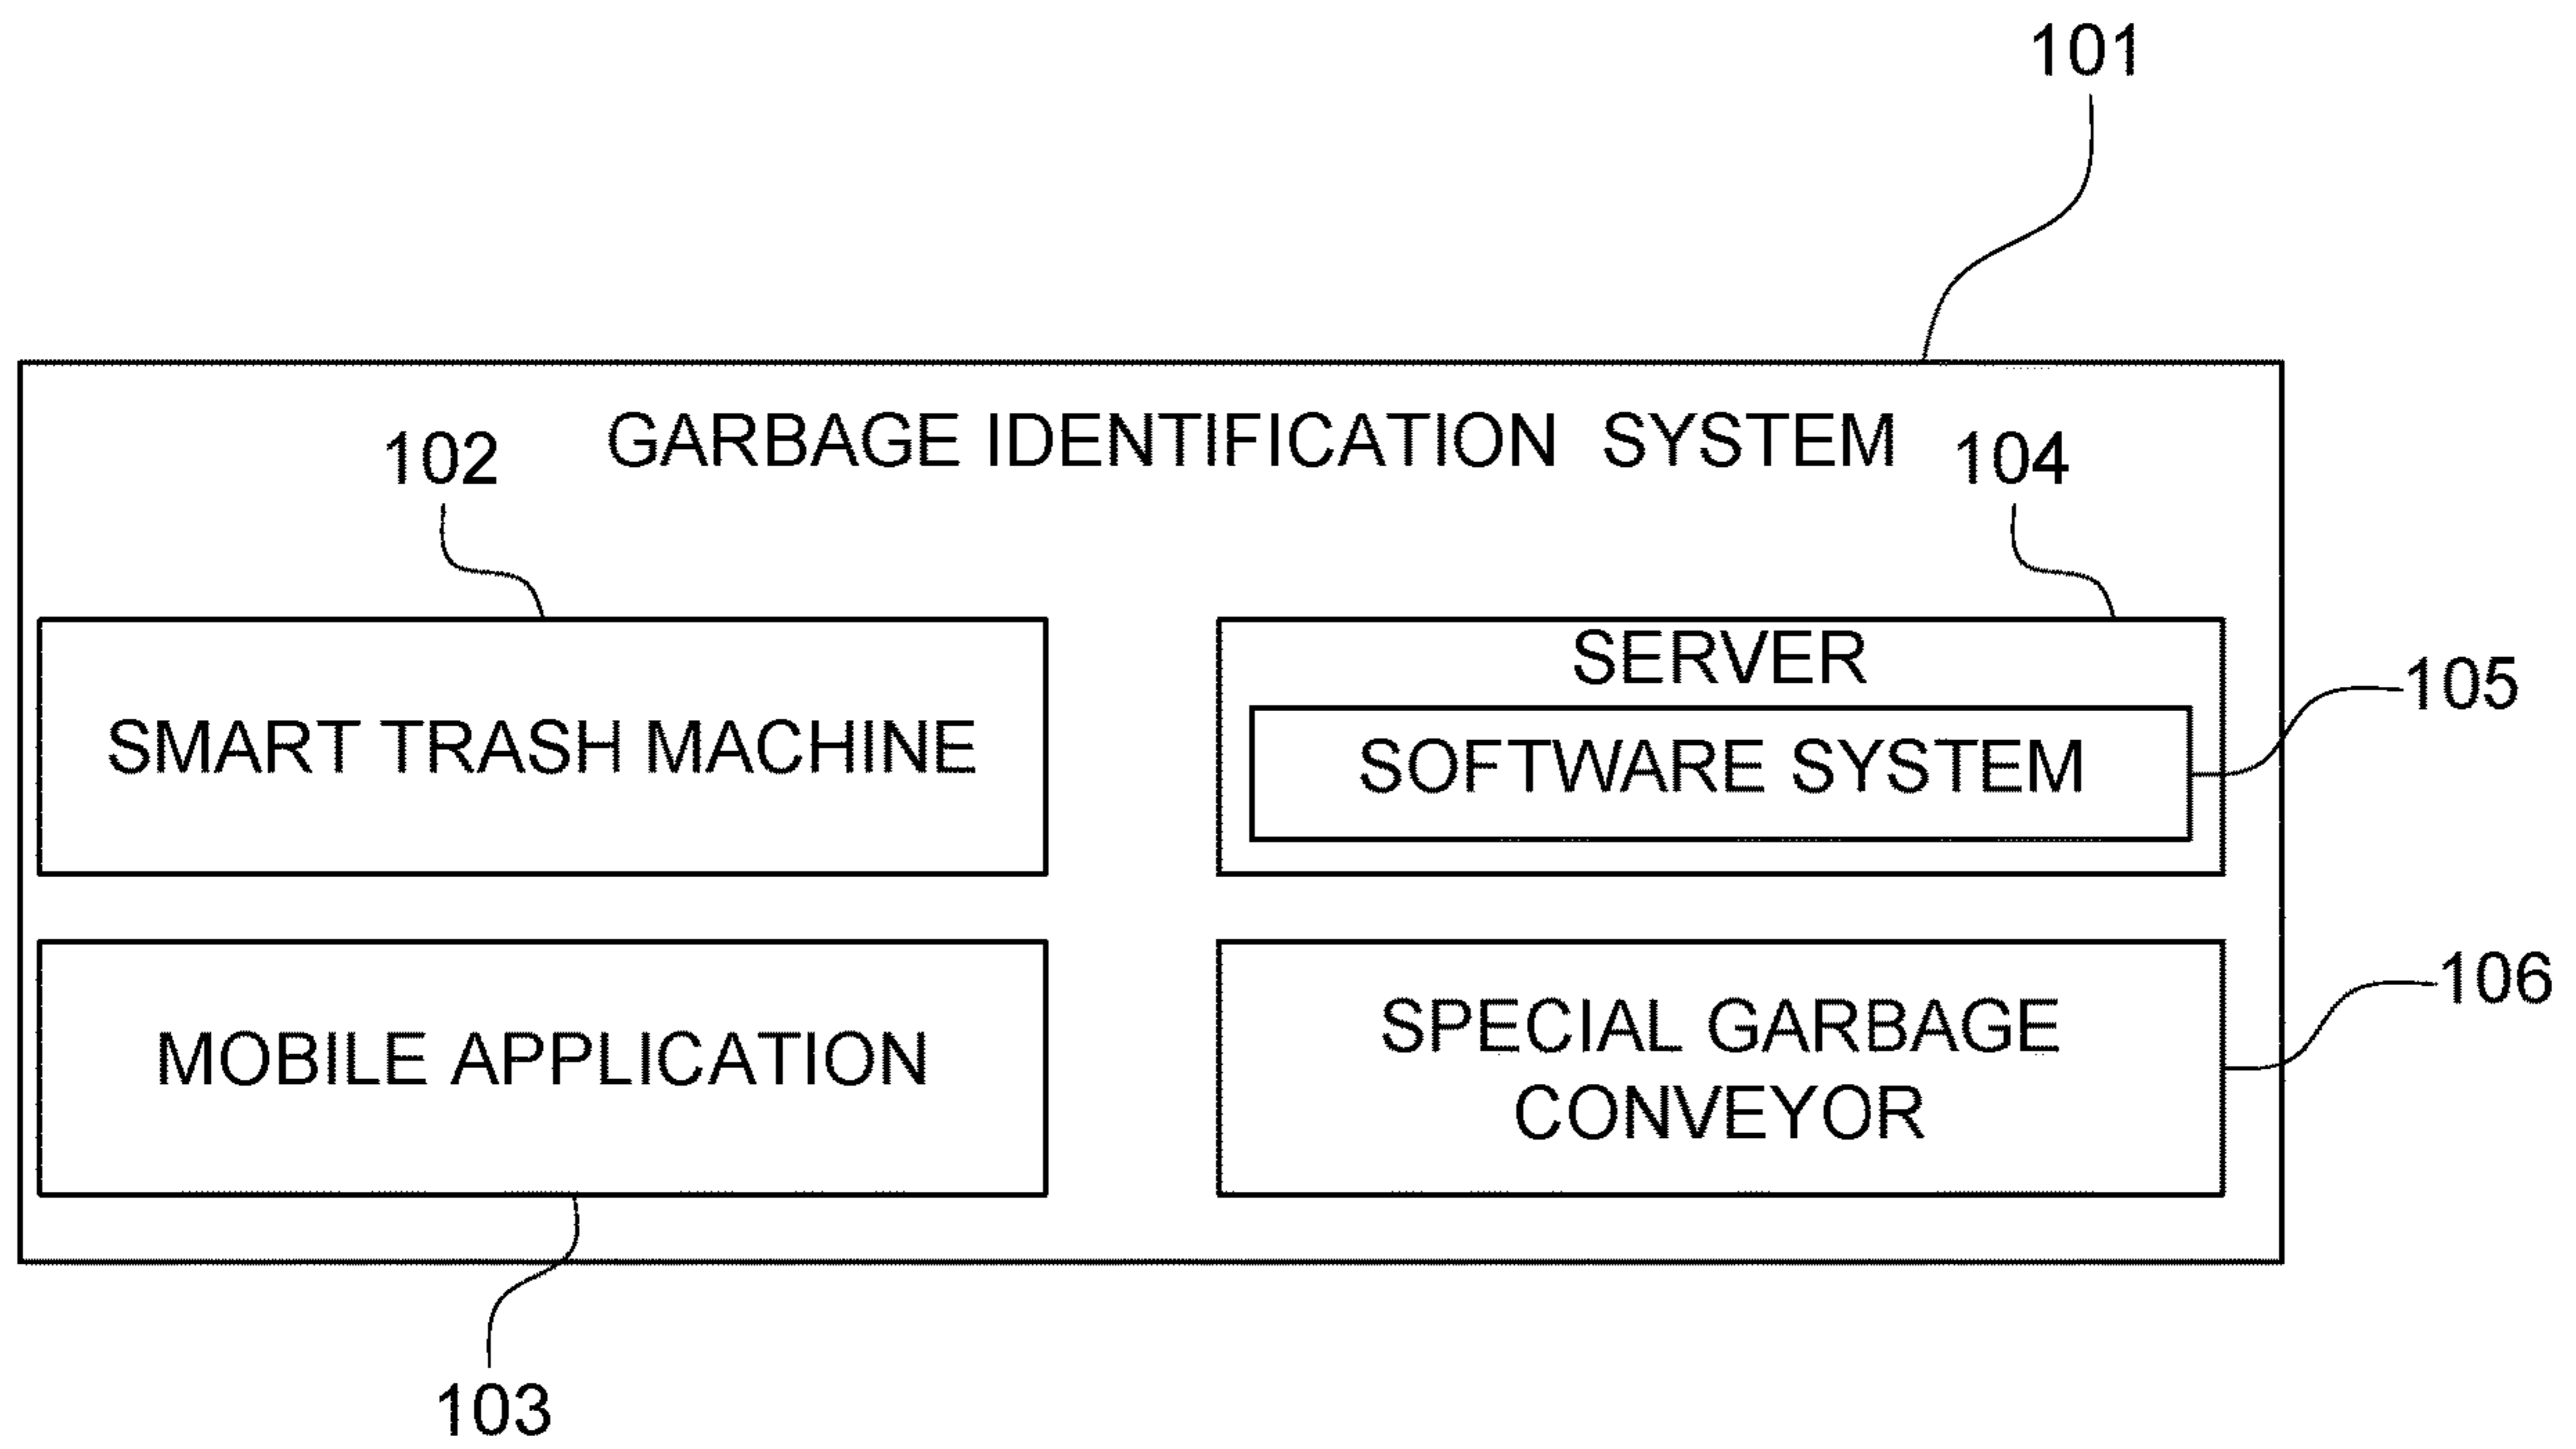 101
GARBAGE IDENTIFICATION SYSTEM
102
104
SMART TRASH MACHINE
SERVER
SOFTWARE SYSTEM
105
MOBILE APPLICATION
SPECIAL GARBAGE
CONVEYOR
106
103